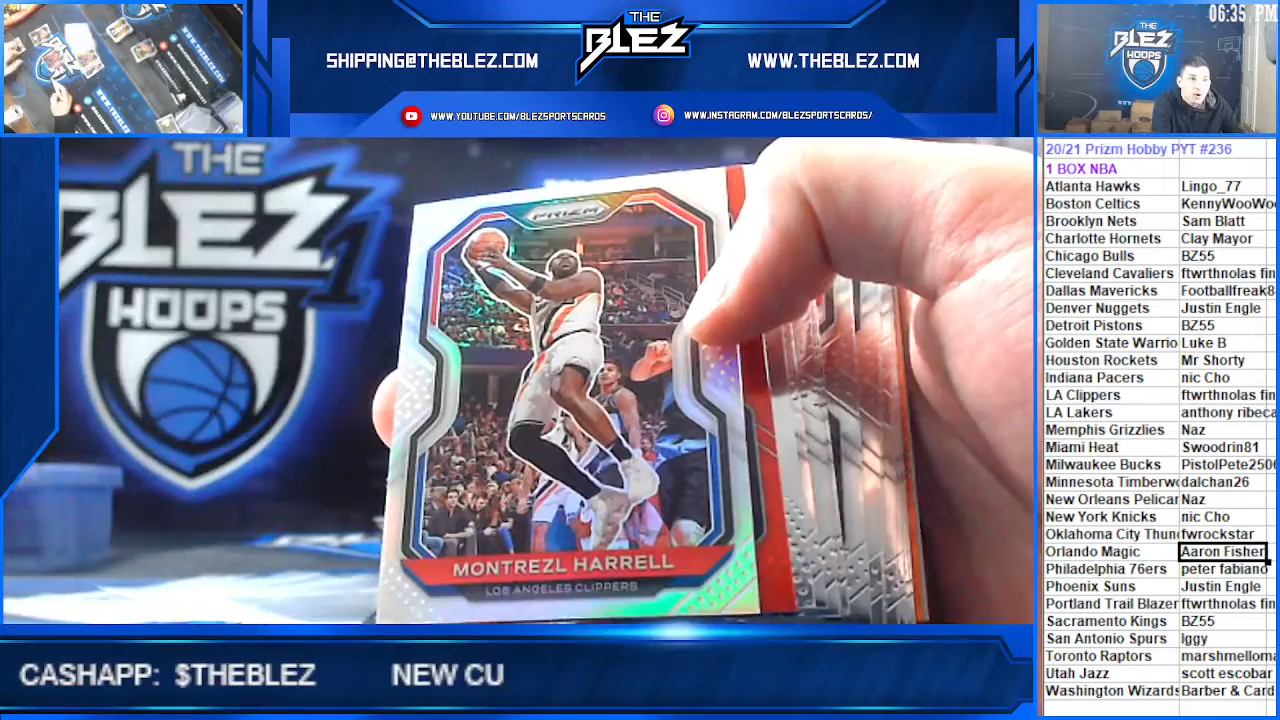 THE
BLEZ
SHIPPING@THEBLEZ.COM
WWW.THEBLEZ.COM
WWW.YOUTUBE.COM/BLEZSPORTSCARDS
WWW.INSTAGRAM.COM/BLEZSPORTSCARDS/
06:35 PM
THE
BLEZ
HOOPS
THE
BLEZ
1
HOOPS
PRIZM
MONTREZL HARRELL
LOS ANGELES CLIPPERS
20/21 Prizm Hobby PYT #236
1 BOX NBA
Atlanta Hawks Lingo_77
Boston Celtics KennyWooWoo
Brooklyn Nets Sam Blatt
Charlotte Hornets Clay Mayor
Chicago Bulls BZ55
Cleveland Cavaliers ftwrthnolas fin
Dallas Mavericks Footballfreak8
Denver Nuggets Justin Engle
Detroit Pistons BZ55
Golden State Warrio Luke B
Houston Rockets Mr Shorty
Indiana Pacers nic Cho
LA Clippers ftwrthnolas fin
LA Lakers anthony ribeca
Memphis Grizzlies Naz
Miami Heat Swoodrin81
Milwaukee Bucks PistolPete250
Minnesota Timberw dalchan26
New Orleans Pelican Naz
New York Knicks nic Cho
Oklahoma City Thun fwrockstar
Orlando Magic Aaron Fisher
Philadelphia 76ers peter fabiano
Phoenix Suns Justin Engle
Portland Trail Blazer ftwrthnolas fin
Sacramento Kings BZ55
San Antonio Spurs Iggy
Toronto Raptors marshmelloma
Utah Jazz scott escobar
Washington Wizards Barber & Card
CASHAPP: $THEBLEZ
NEW CU